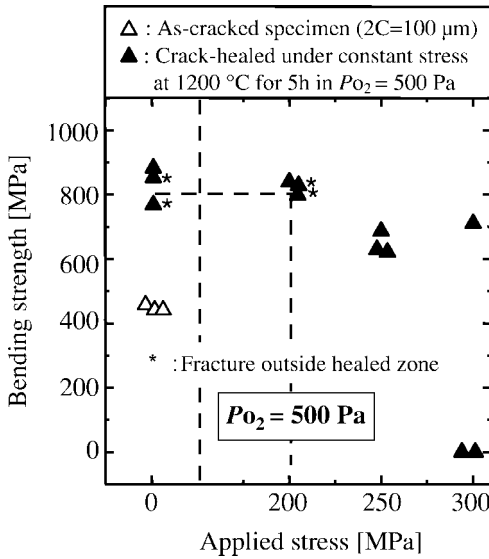 △ : As-cracked specimen (2C=100 μm)
▲ : Crack-healed under constant stress
at 1200 °C for 5h in Po₂ = 500 Pa
Bending strength [MPa]
1000
800
600
400
200
0
*
*
*
*
* : Fracture outside healed zone
Po₂ = 500 Pa
0
200
250
300
Applied stress [MPa]